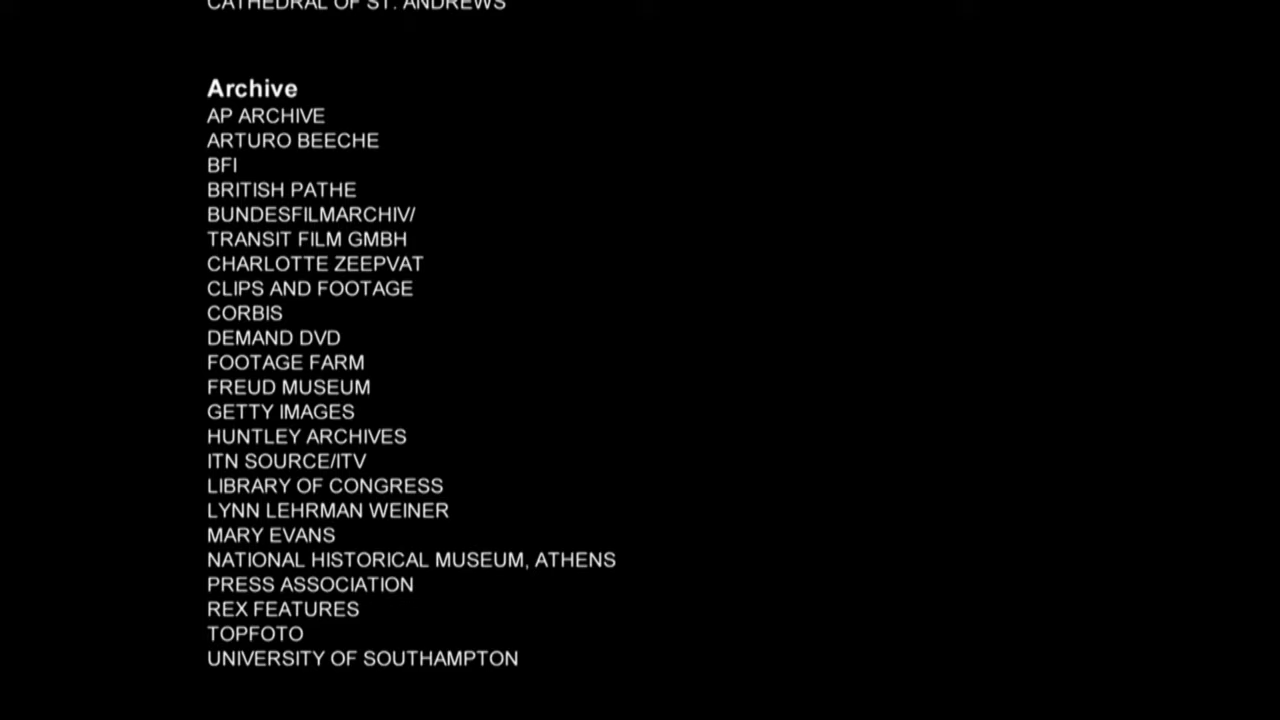 CATHEDRAL OF ST. ANDREWS
Archive
AP ARCHIVE
ARTURO BEECHE
BFI
BRITISH PATHE
BUNDESFILMARCHIV/
TRANSIT FILM GMBH
CHARLOTTE ZEEPVAT
CLIPS AND FOOTAGE
CORBIS
DEMAND DVD
FOOTAGE FARM
FREUD MUSEUM
GETTY IMAGES
HUNTLEY ARCHIVES
ITN SOURCE/ITV
LIBRARY OF CONGRESS
LYNN LEHRMAN WEINER
MARY EVANS
NATIONAL HISTORICAL MUSEUM, ATHENS
PRESS ASSOCIATION
REX FEATURES
TOPFOTO
UNIVERSITY OF SOUTHAMPTON